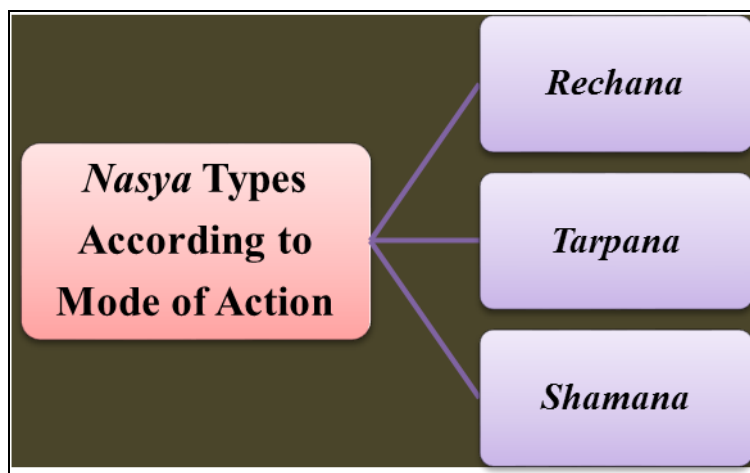 Nasya Types
According to
Mode of Action
Rechana
Tarpana
Shamana